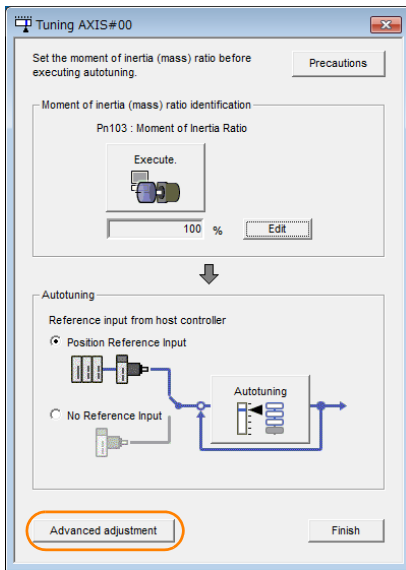 Tuning AXIS#00
Set the moment of inertia (mass) ratio before
executing autotuning.
Precautions
Moment of inertia (mass) ratio identification
Pn103 : Moment of Inertia Ratio
Execute.
100 % Edit
Autotuning
Reference input from host controller
Position Reference Input
Autotuning
No Reference Input
Advanced adjustment
Finish